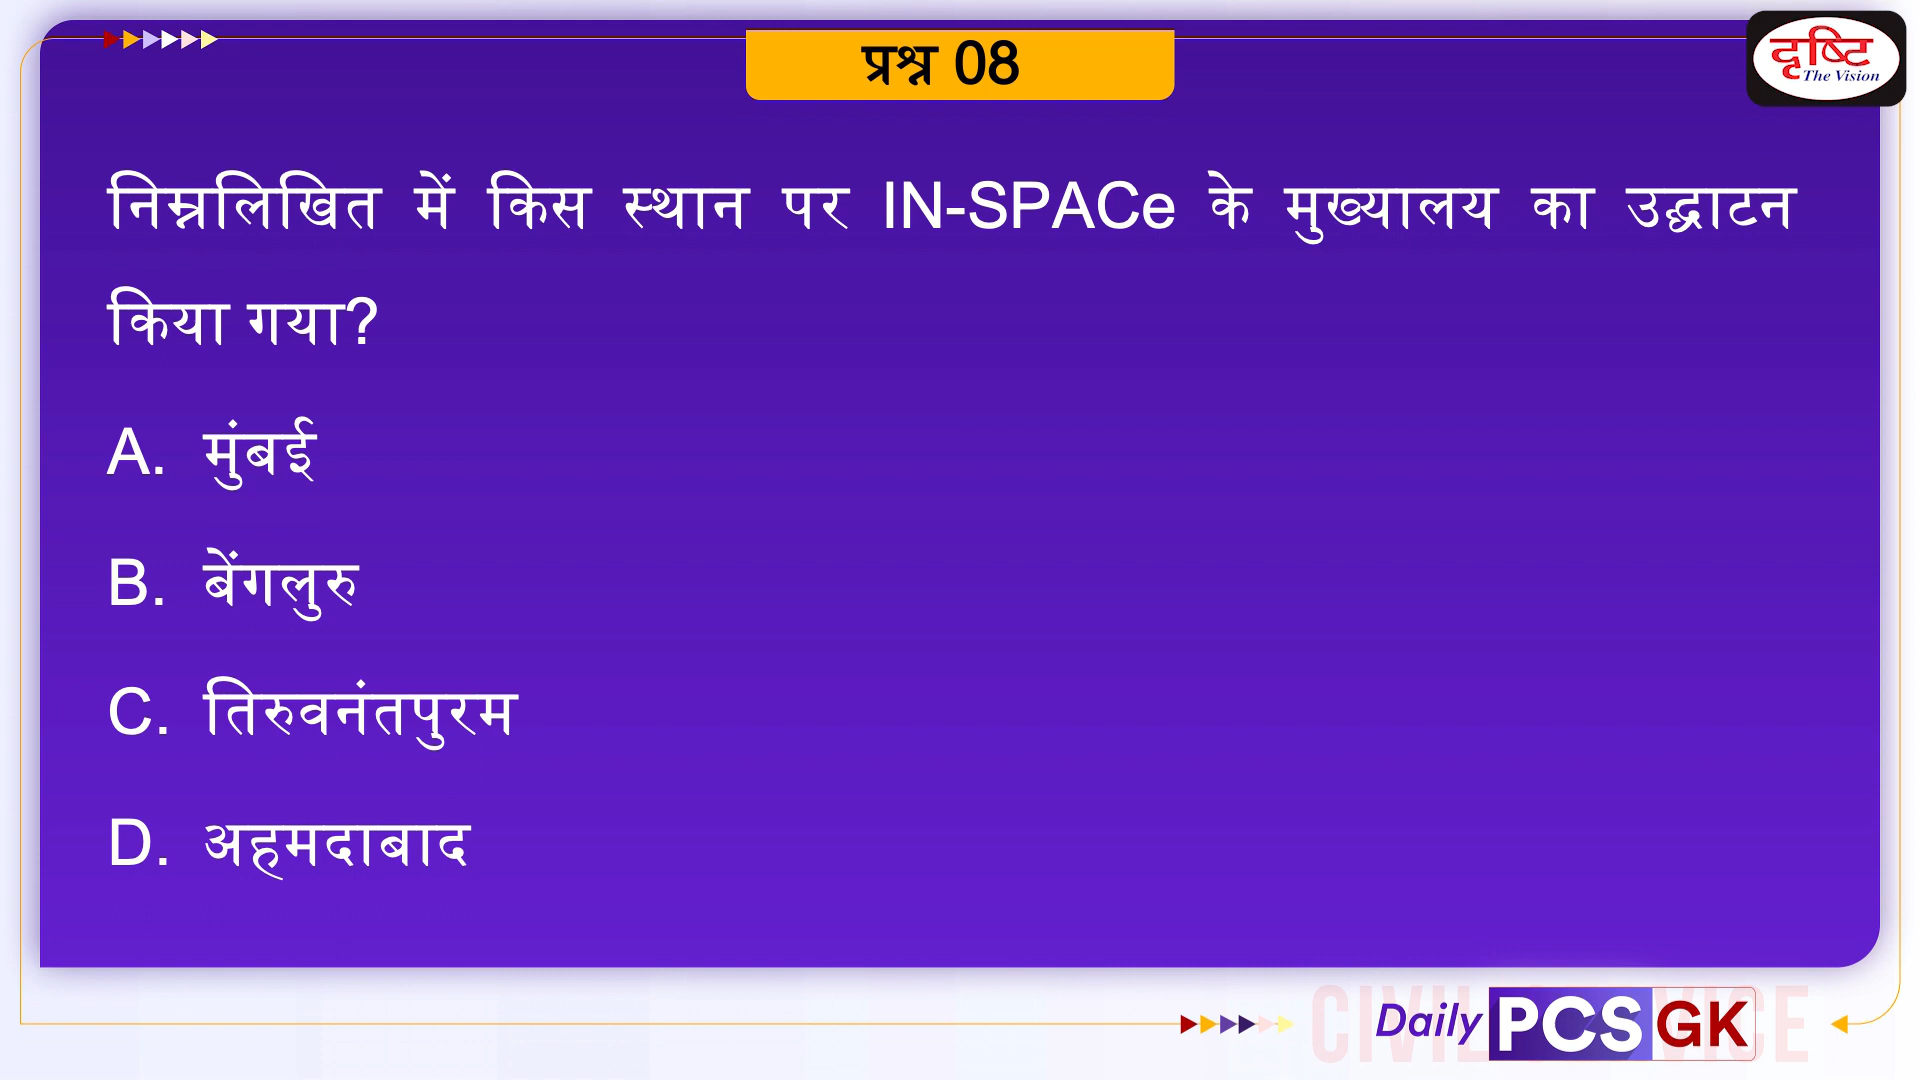 प्रश्न 08
दृष्टि
The Vision
निम्नलिखित में किस स्थान पर IN-SPACe के मुख्यालय का उद्घाटन
किया गया?
A. मुंबई
B. बेंगलुरु
C. तिरुवनंतपुरम
D. अहमदाबाद
Daily PCS GK